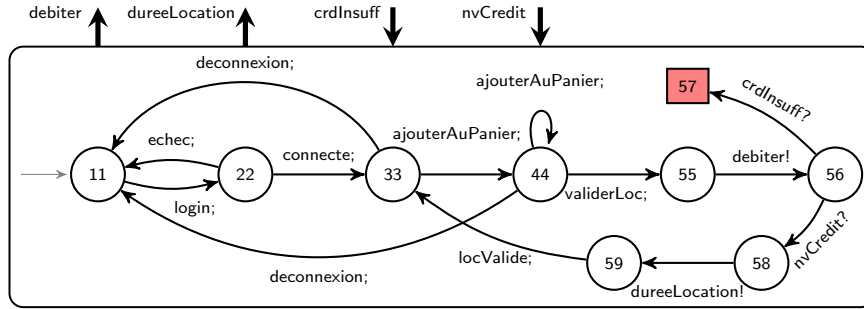 debiter dureeLocation crdInsuff nvCredit
deconnexion;
ajouterAuPanier;
57
crdInsuff?
echec;
connecte;
ajouterAuPanier;
debiter!
11 22 33 44 55 56
login;
validerLoc;
nvCredit?
locValide;
59 58
deconnexion;
dureeLocation!